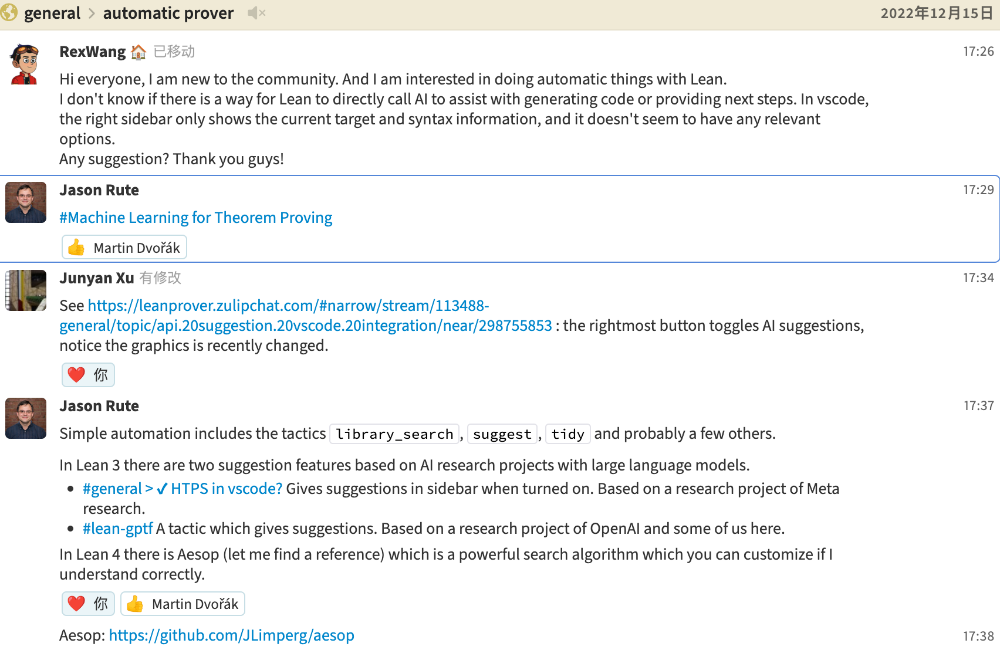 general > automatic prover 2022年12月15日
RexWang 已移动 17:26
Hi everyone, I am new to the community. And I am interested in doing automatic things with Lean.
I don't know if there is a way for Lean to directly call AI to assist with generating code or providing next steps. In vscode,
the right sidebar only shows the current target and syntax information, and it doesn't seem to have any relevant
options.
Any suggestion? Thank you guys!
Jason Rute 17:29
#Machine Learning for Theorem Proving
👍 Martin Dvořák
Junyan Xu 有修改 17:34
See https://leanprover.zulipchat.com/#narrow/stream/113488-
general/topic/api.20suggestion.20vscode.20integration/near/298755853 : the rightmost button toggles AI suggestions,
notice the graphics is recently changed.
❤️ 你
Jason Rute 17:37
Simple automation includes the tactics library_search, suggest, tidy and probably a few others.
In Lean 3 there are two suggestion features based on AI research projects with large language models.
• #general > ✔ HTPS in vscode? Gives suggestions in sidebar when turned on. Based on a research project of Meta
research.
• #lean-gptf A tactic which gives suggestions. Based on a research project of OpenAI and some of us here.
In Lean 4 there is Aesop (let me find a reference) which is a powerful search algorithm which you can customize if I
understand correctly.
❤️ 你 👍 Martin Dvořák
Aesop: https://github.com/JLimperg/aesop 17:38